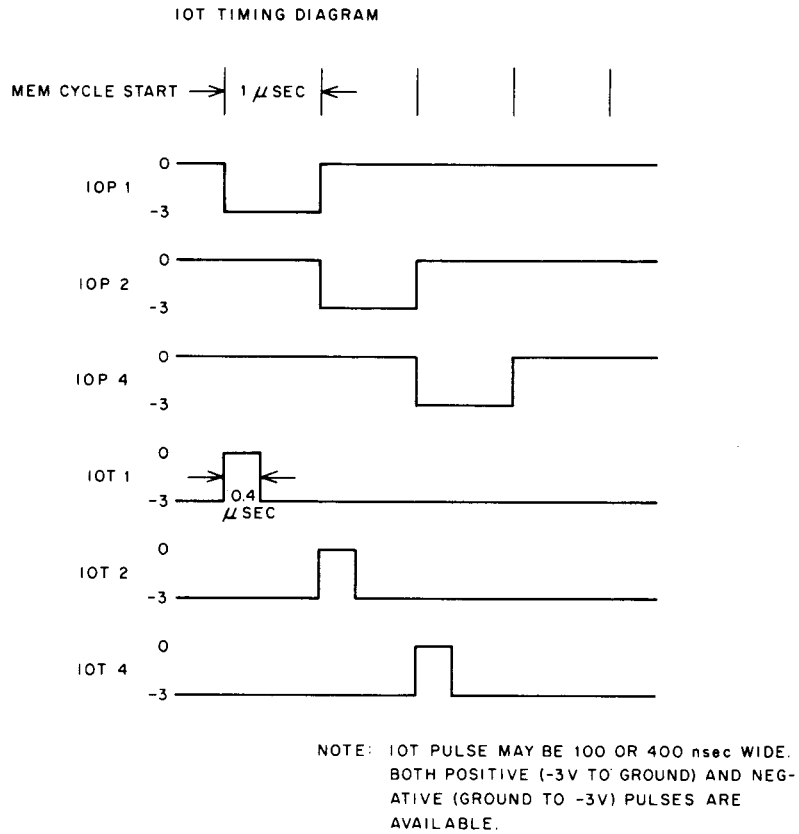 IOT TIMING DIAGRAM
MEM CYCLE START
1 μSEC
0
IOP 1
-3
0
IOP 2
-3
0
IOP 4
-3
0
IOT 1
-3
0.4
μSEC
0
IOT 2
-3
0
IOT 4
-3
NOTE: IOT PULSE MAY BE 100 OR 400 nsec WIDE.
BOTH POSITIVE (-3V TO GROUND) AND NEG-
ATIVE (GROUND TO -3V) PULSES ARE
AVAILABLE.